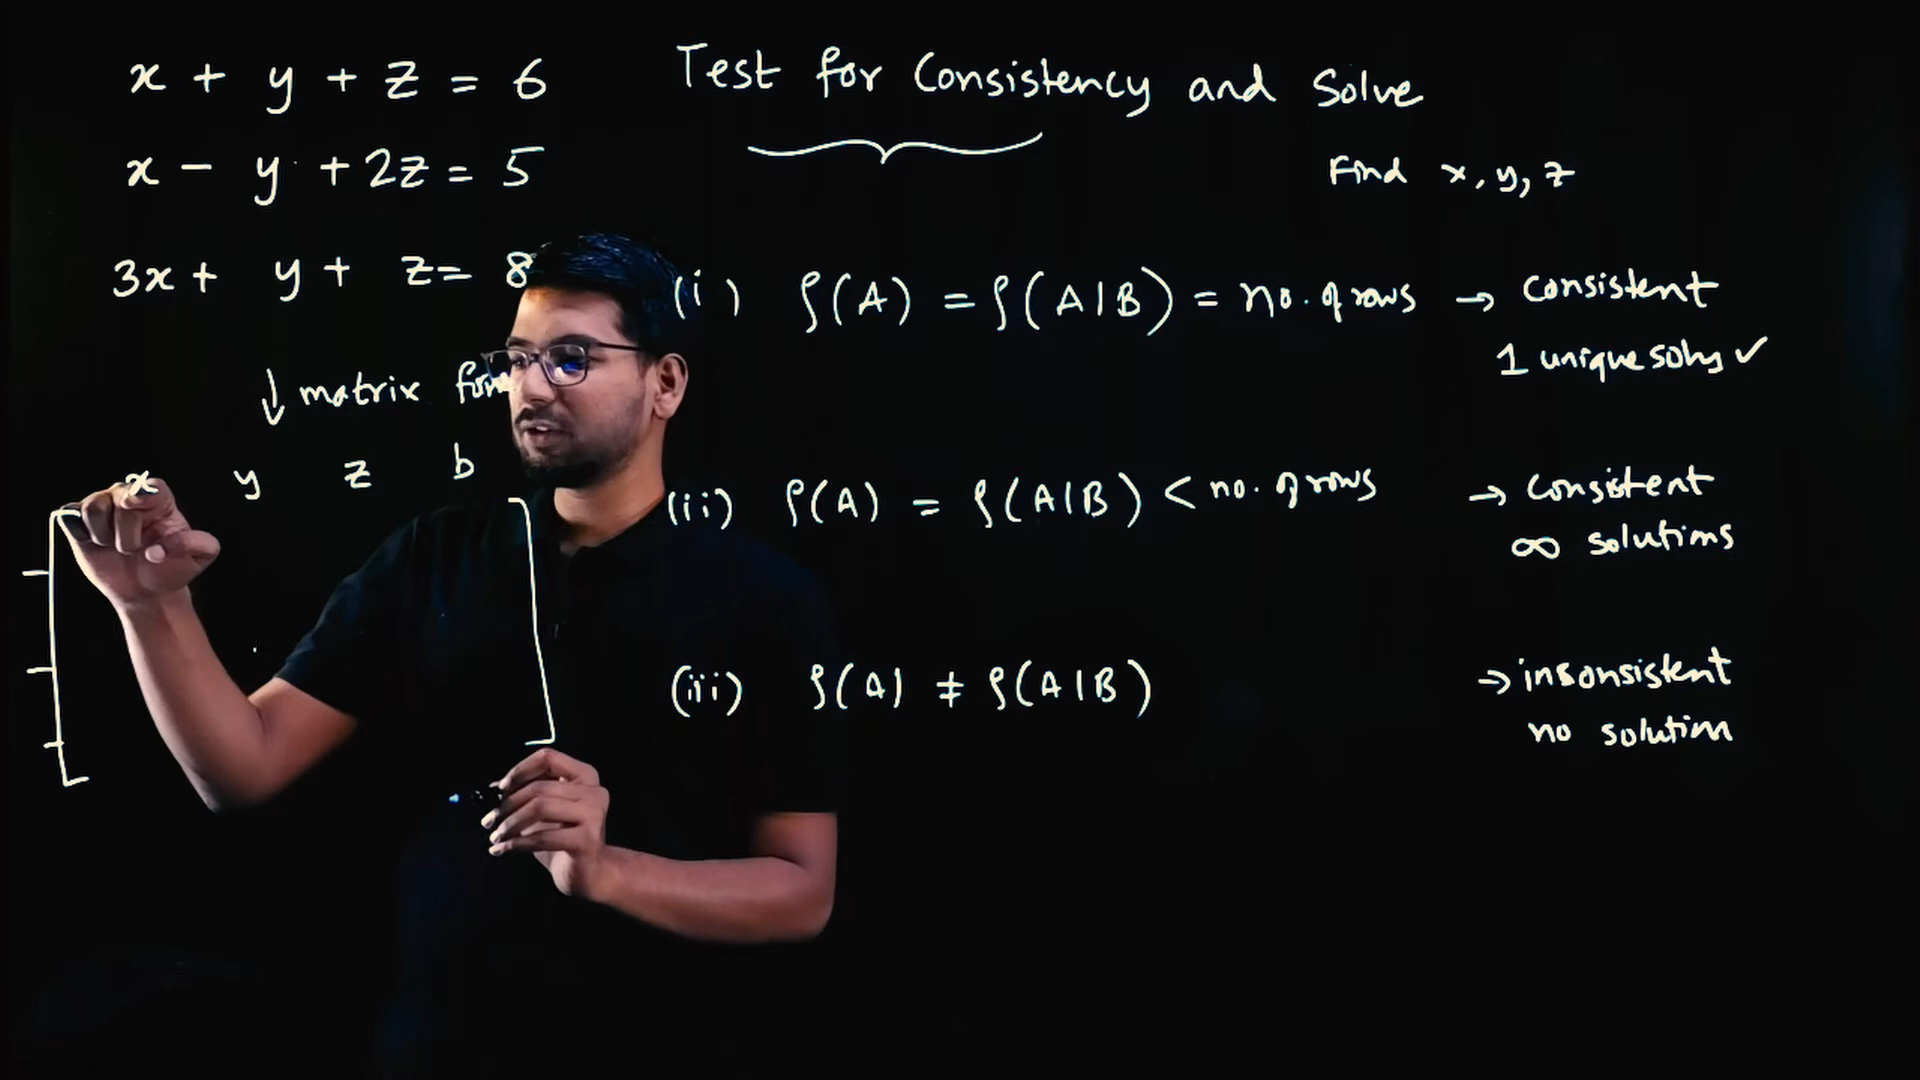 x + y + z = 6
x - y + 2z = 5
3x + y + z = 8
↓ matrix form
x y z b
Test for Consistency and Solve
Find x, y, z
(i) ρ(A) = ρ(A|B) = no. of rows → Consistent
1 unique soln ✓
(ii) ρ(A) = ρ(A|B) < no. of rows → Consistent
∞ solutions
(iii) ρ(A) ≠ ρ(A|B) → insonsistent
no solution